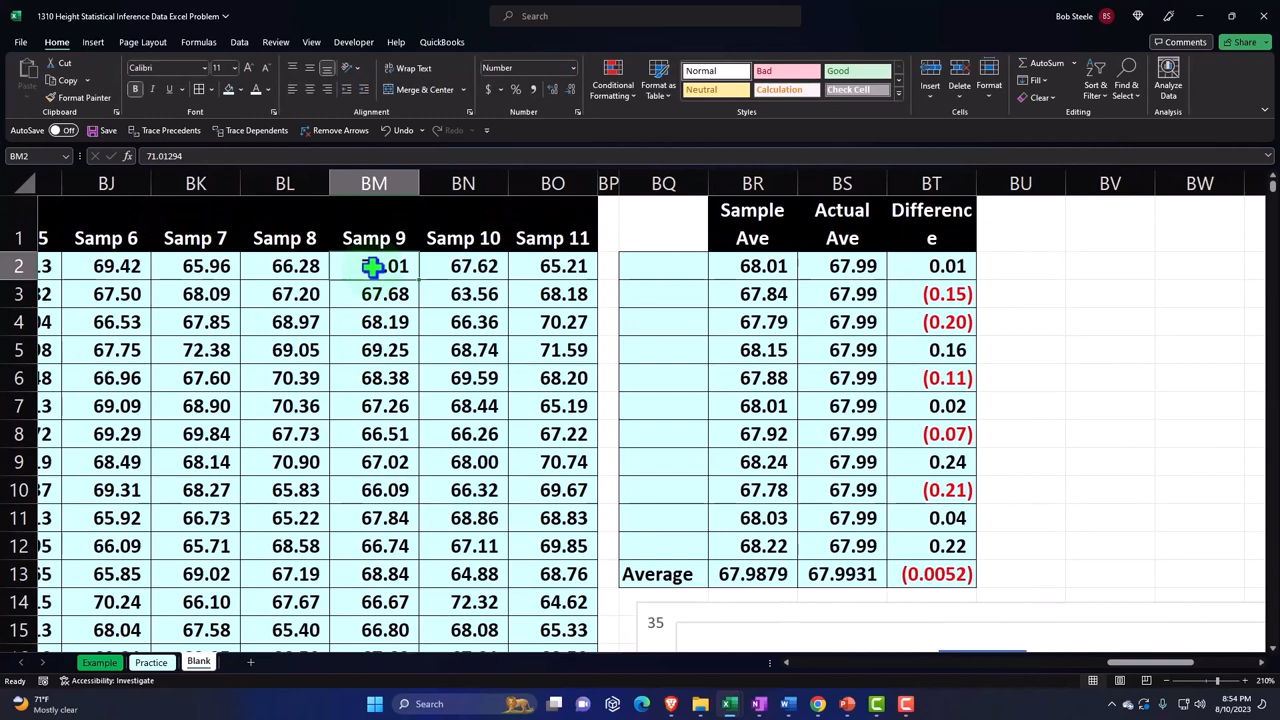 1310 Height Statistical Inference Data Excel Problem
Search
Bob Steele BS
File Home Insert Page Layout Formulas Data Review View Developer Help QuickBooks
Comments Share
Paste Cut Copy Format Painter
Calibri 11
Wrap Text Merge & Center
Number
Conditional Formatting Format as Table
Normal Bad Good
Neutral Calculation Check Cell
Insert Delete Format
AutoSum Fill Clear
Sort & Filter Find & Select
Analyze Data
Clipboard Font Alignment Number Styles Cells Editing Analysis
AutoSave Off Save Trace Precedents Trace Dependents Remove Arrows Undo Redo
BM2 fx 71.01294
BJ BK BL BM BN BO BP BQ BR BS BT BU BV BW
1 5 Samp 6 Samp 7 Samp 8 Samp 9 Samp 10 Samp 11 Sample Ave Actual Ave Differenc e
2 13 69.42 65.96 66.28 .01 67.62 65.21 68.01 67.99 0.01
3 32 67.50 68.09 67.20 67.68 63.56 68.18 67.84 67.99 (0.15)
4 04 66.53 67.85 68.97 68.19 66.36 70.27 67.79 67.99 (0.20)
5 98 67.75 72.38 69.05 69.25 68.74 71.59 68.15 67.99 0.16
6 48 66.96 67.60 70.39 68.38 69.59 68.20 67.88 67.99 (0.11)
7 13 69.09 68.90 70.36 67.26 68.44 65.19 68.01 67.99 0.02
8 72 69.29 69.84 67.73 66.51 66.26 67.22 67.92 67.99 (0.07)
9 19 68.49 68.14 70.90 67.02 68.00 70.74 68.24 67.99 0.24
10 37 69.31 68.27 65.83 66.09 66.32 69.67 67.78 67.99 (0.21)
11 13 65.92 66.73 65.22 67.84 68.86 68.83 68.03 67.99 0.04
12 05 66.09 65.71 68.58 66.74 67.11 69.85 68.22 67.99 0.22
13 55 65.85 69.02 67.19 68.84 64.88 68.76 Average 67.9879 67.9931 (0.0052)
14 15 70.24 66.10 67.67 66.67 72.32 64.62
15 13 68.04 67.58 65.40 66.80 68.08 65.33
35
Example Practice Blank
Ready Accessibility: Investigate 210%
71°F
Mostly clear
Search
8:54 PM
8/10/2023